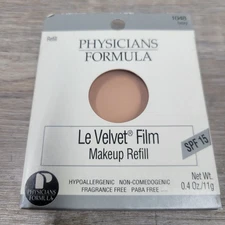 Refill
PHYSICIANS
FORMULA
Le Velvet® Film
Makeup Refill
SPF 15
P
PHYSICIANS
FORMULA
HYPOALLERGENIC NON-COMEDOGENIC
FRAGRANCE FREE PABA FREE
Net Wt.
0.4 Oz./11g